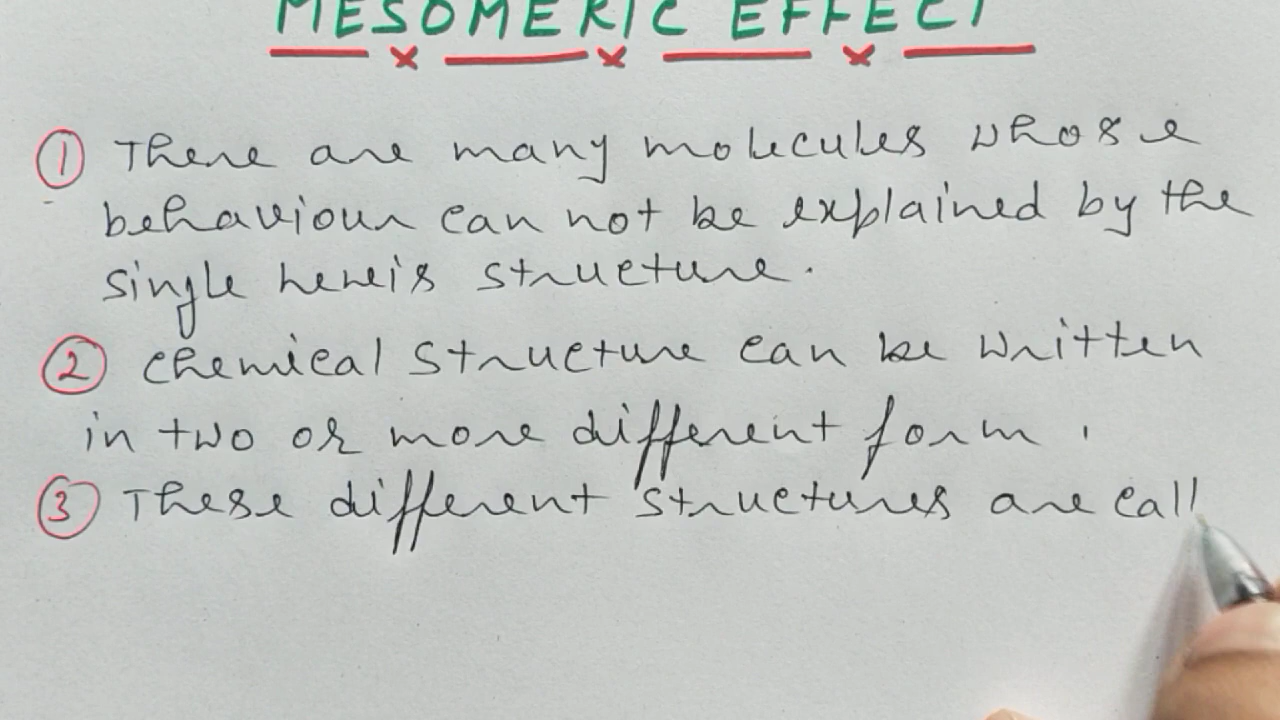 MESOMERIC EFFECT
① There are many molecules whose
behaviour can not be explained by the
single lewis structure.
② chemical structure can be written
in two or more different form.
③ These different structures are call